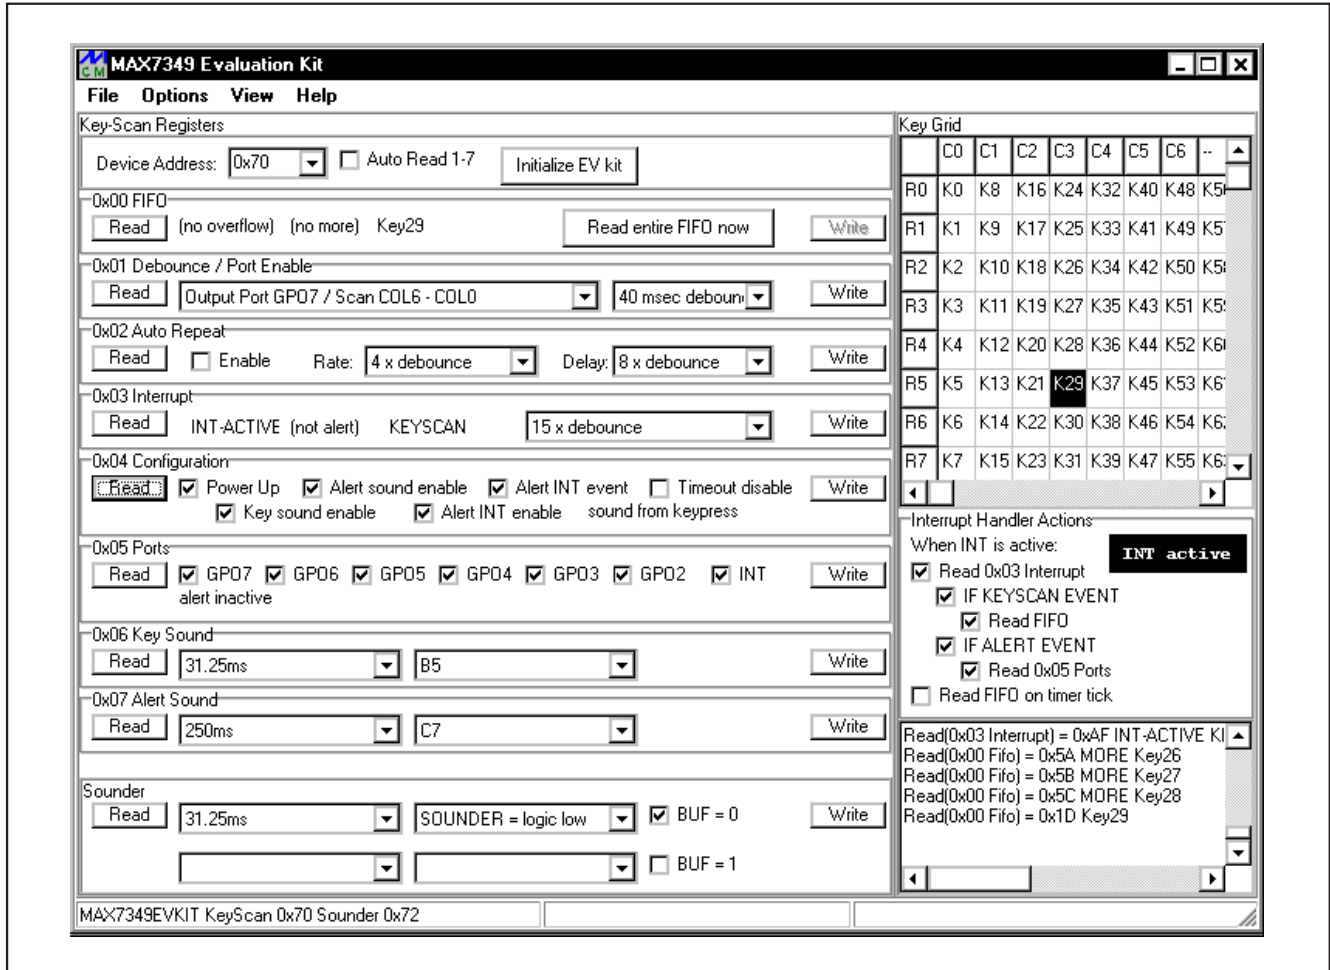 MAX7349 Evaluation Kit
File Options View Help
Key-Scan Registers
Device Address: 0x70 Auto Read 1-7 Initialize EV kit
0x00 FIFO
Read (no overflow) (no more) Key29 Read entire FIFO now Write
0x01 Debounce / Port Enable
Read Output Port GPO7 / Scan COL6 - COL0 40 msec deboun Write
0x02 Auto Repeat
Read Enable Rate: 4 x debounce Delay: 8 x debounce Write
0x03 Interrupt
Read INT-ACTIVE (not alert) KEYSCAN 15 x debounce Write
0x04 Configuration
Read Power Up Alert sound enable Alert INT event Timeout disable Write
Key sound enable Alert INT enable sound from keypress
0x05 Ports
Read GPO7 GPO6 GPO5 GPO4 GPO3 GPO2 INT Write
alert inactive
0x06 Key Sound
Read 31.25ms B5 Write
0x07 Alert Sound
Read 250ms C7 Write
Sounder
Read 31.25ms SOUNDER = logic low BUF = 0 Write
BUF = 1
Key Grid
C0 C1 C2 C3 C4 C5 C6 --
R0 K0 K8 K16 K24 K32 K40 K48
R1 K1 K9 K17 K25 K33 K41 K49
R2 K2 K10 K18 K26 K34 K42 K50
R3 K3 K11 K19 K27 K35 K43 K51
R4 K4 K12 K20 K28 K36 K44 K52
R5 K5 K13 K21 K29 K37 K45 K53
R6 K6 K14 K22 K30 K38 K46 K54
R7 K7 K15 K23 K31 K39 K47 K55
Interrupt Handler Actions
When INT is active: INT active
Read 0x03 Interrupt
IF KEYSCAN EVENT
Read FIFO
IF ALERT EVENT
Read 0x05 Ports
Read FIFO on timer tick
Read(0x03 Interrupt) = 0xAF INT-ACTIVE
Read(0x00 Fifo) = 0x5A MORE Key26
Read(0x00 Fifo) = 0x5B MORE Key27
Read(0x00 Fifo) = 0x5C MORE Key28
Read(0x00 Fifo) = 0x1D Key29
MAX7349EVKIT KeyScan 0x70 Sounder 0x72